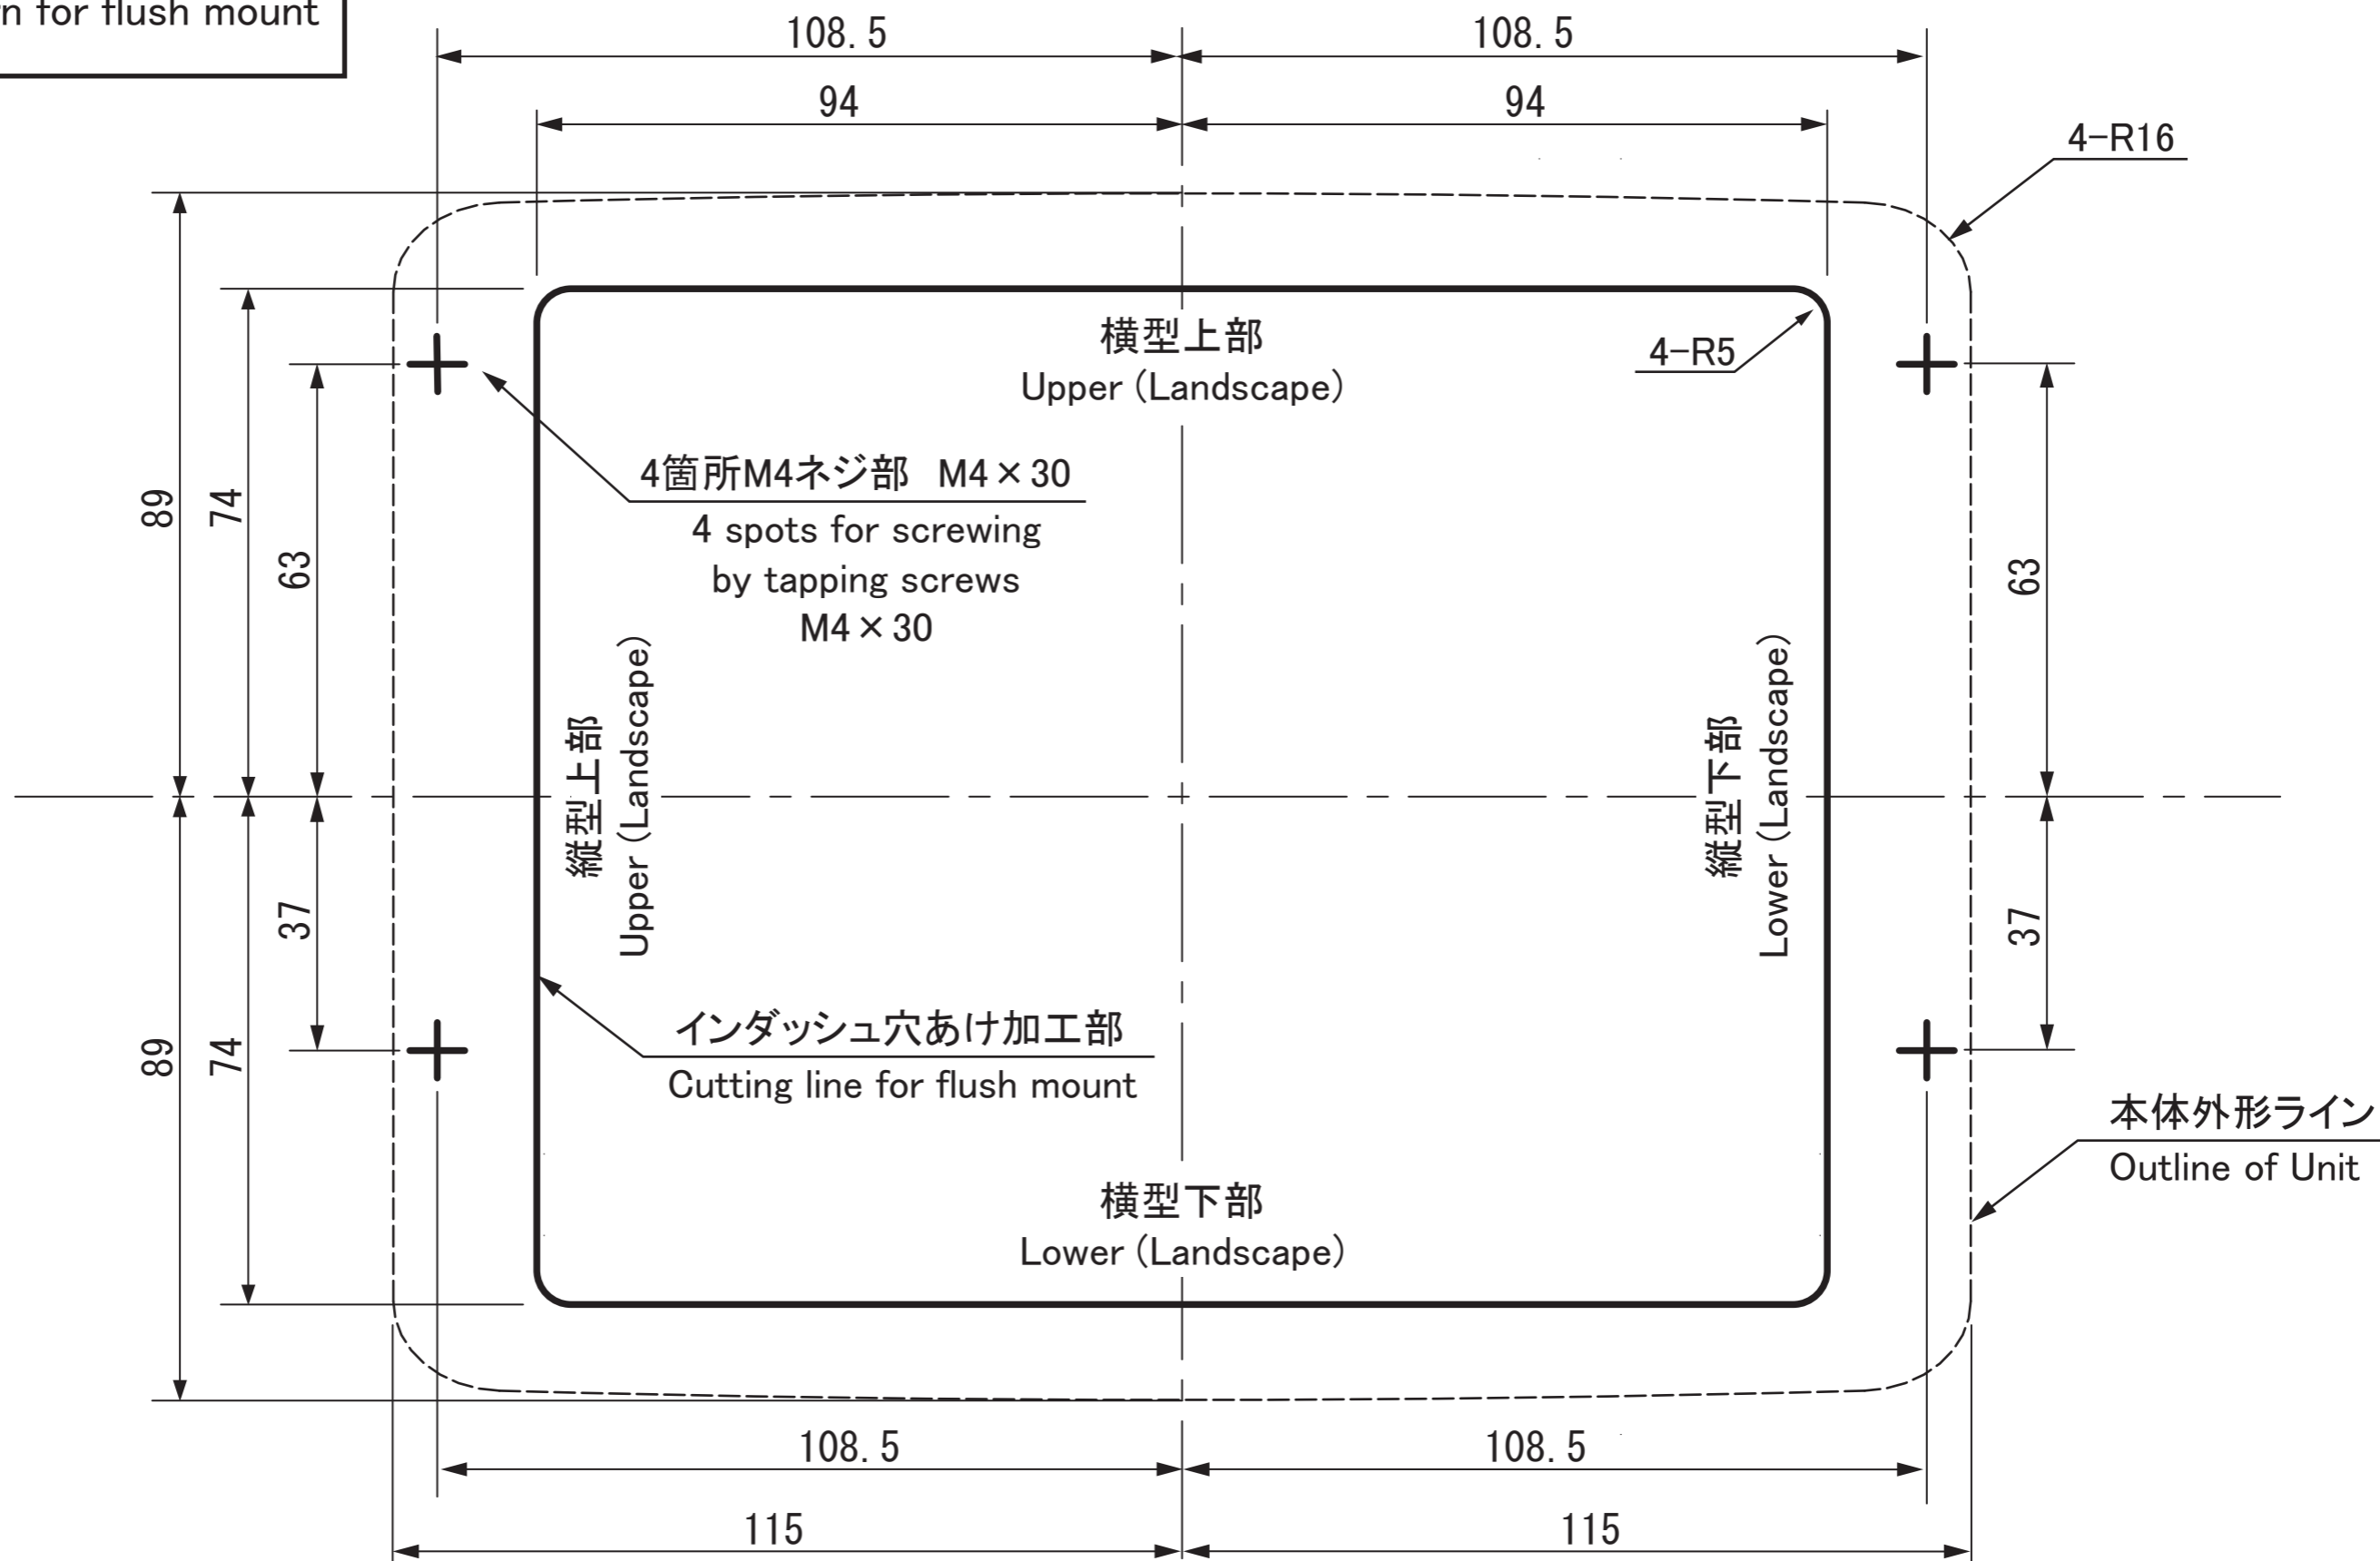 n for flush mount
108.5
108.5
94
94
4-R16
横型上部
Upper (Landscape)
4-R5
4箇所M4ネジ部 M4×30
4 spots for screwing
by tapping screws
M4×30
89
74
63
63
縦型上部
Upper (Landscape)
縦型下部
Lower (Landscape)
89
74
37
37
インダッシュ穴あけ加工部
Cutting line for flush mount
本体外形ライン
Outline of Unit
横型下部
Lower (Landscape)
108.5
108.5
115
115